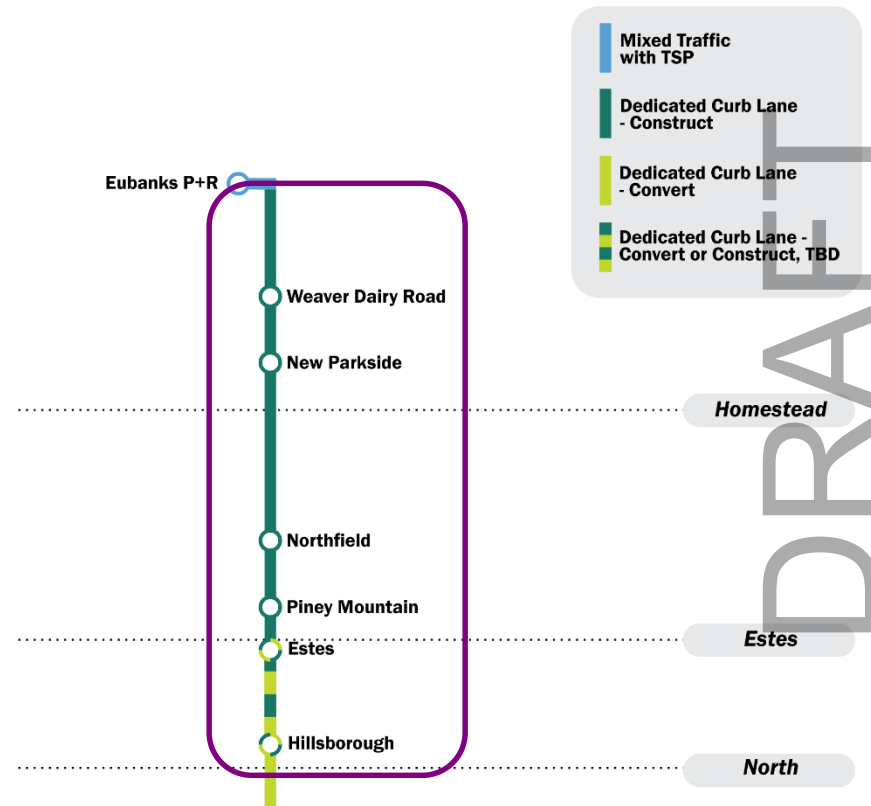 Mixed Traffic
with TSP
Dedicated Curb Lane
- Construct
Dedicated Curb Lane
- Convert
Dedicated Curb Lane -
Convert or Construct, TBD
Eubanks P+R
Weaver Dairy Road
New Parkside
Homestead
Northfield
Piney Mountain
Estes
Estes
Hillsborough
North
DRAFT